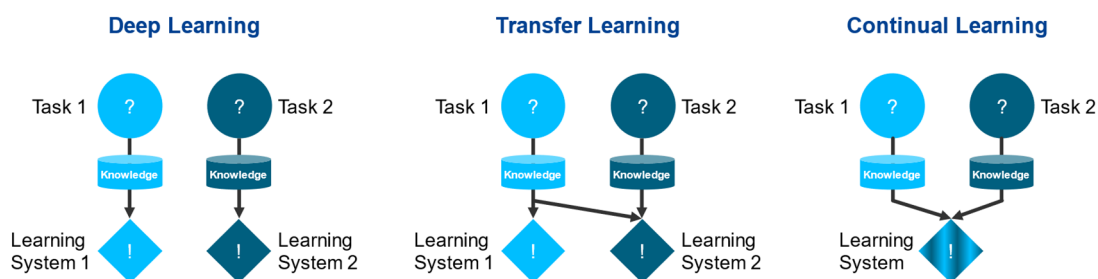 Deep Learning
Transfer Learning
Continual Learning
Task 1
?
?
Task 2
Task 1
?
?
Task 2
Task 1
?
?
Task 2
Knowledge
Knowledge
Knowledge
Knowledge
Knowledge
Knowledge
Learning
System 1
!
!
Learning
System 2
Learning
System 1
!
!
Learning
System 2
Learning
System
!